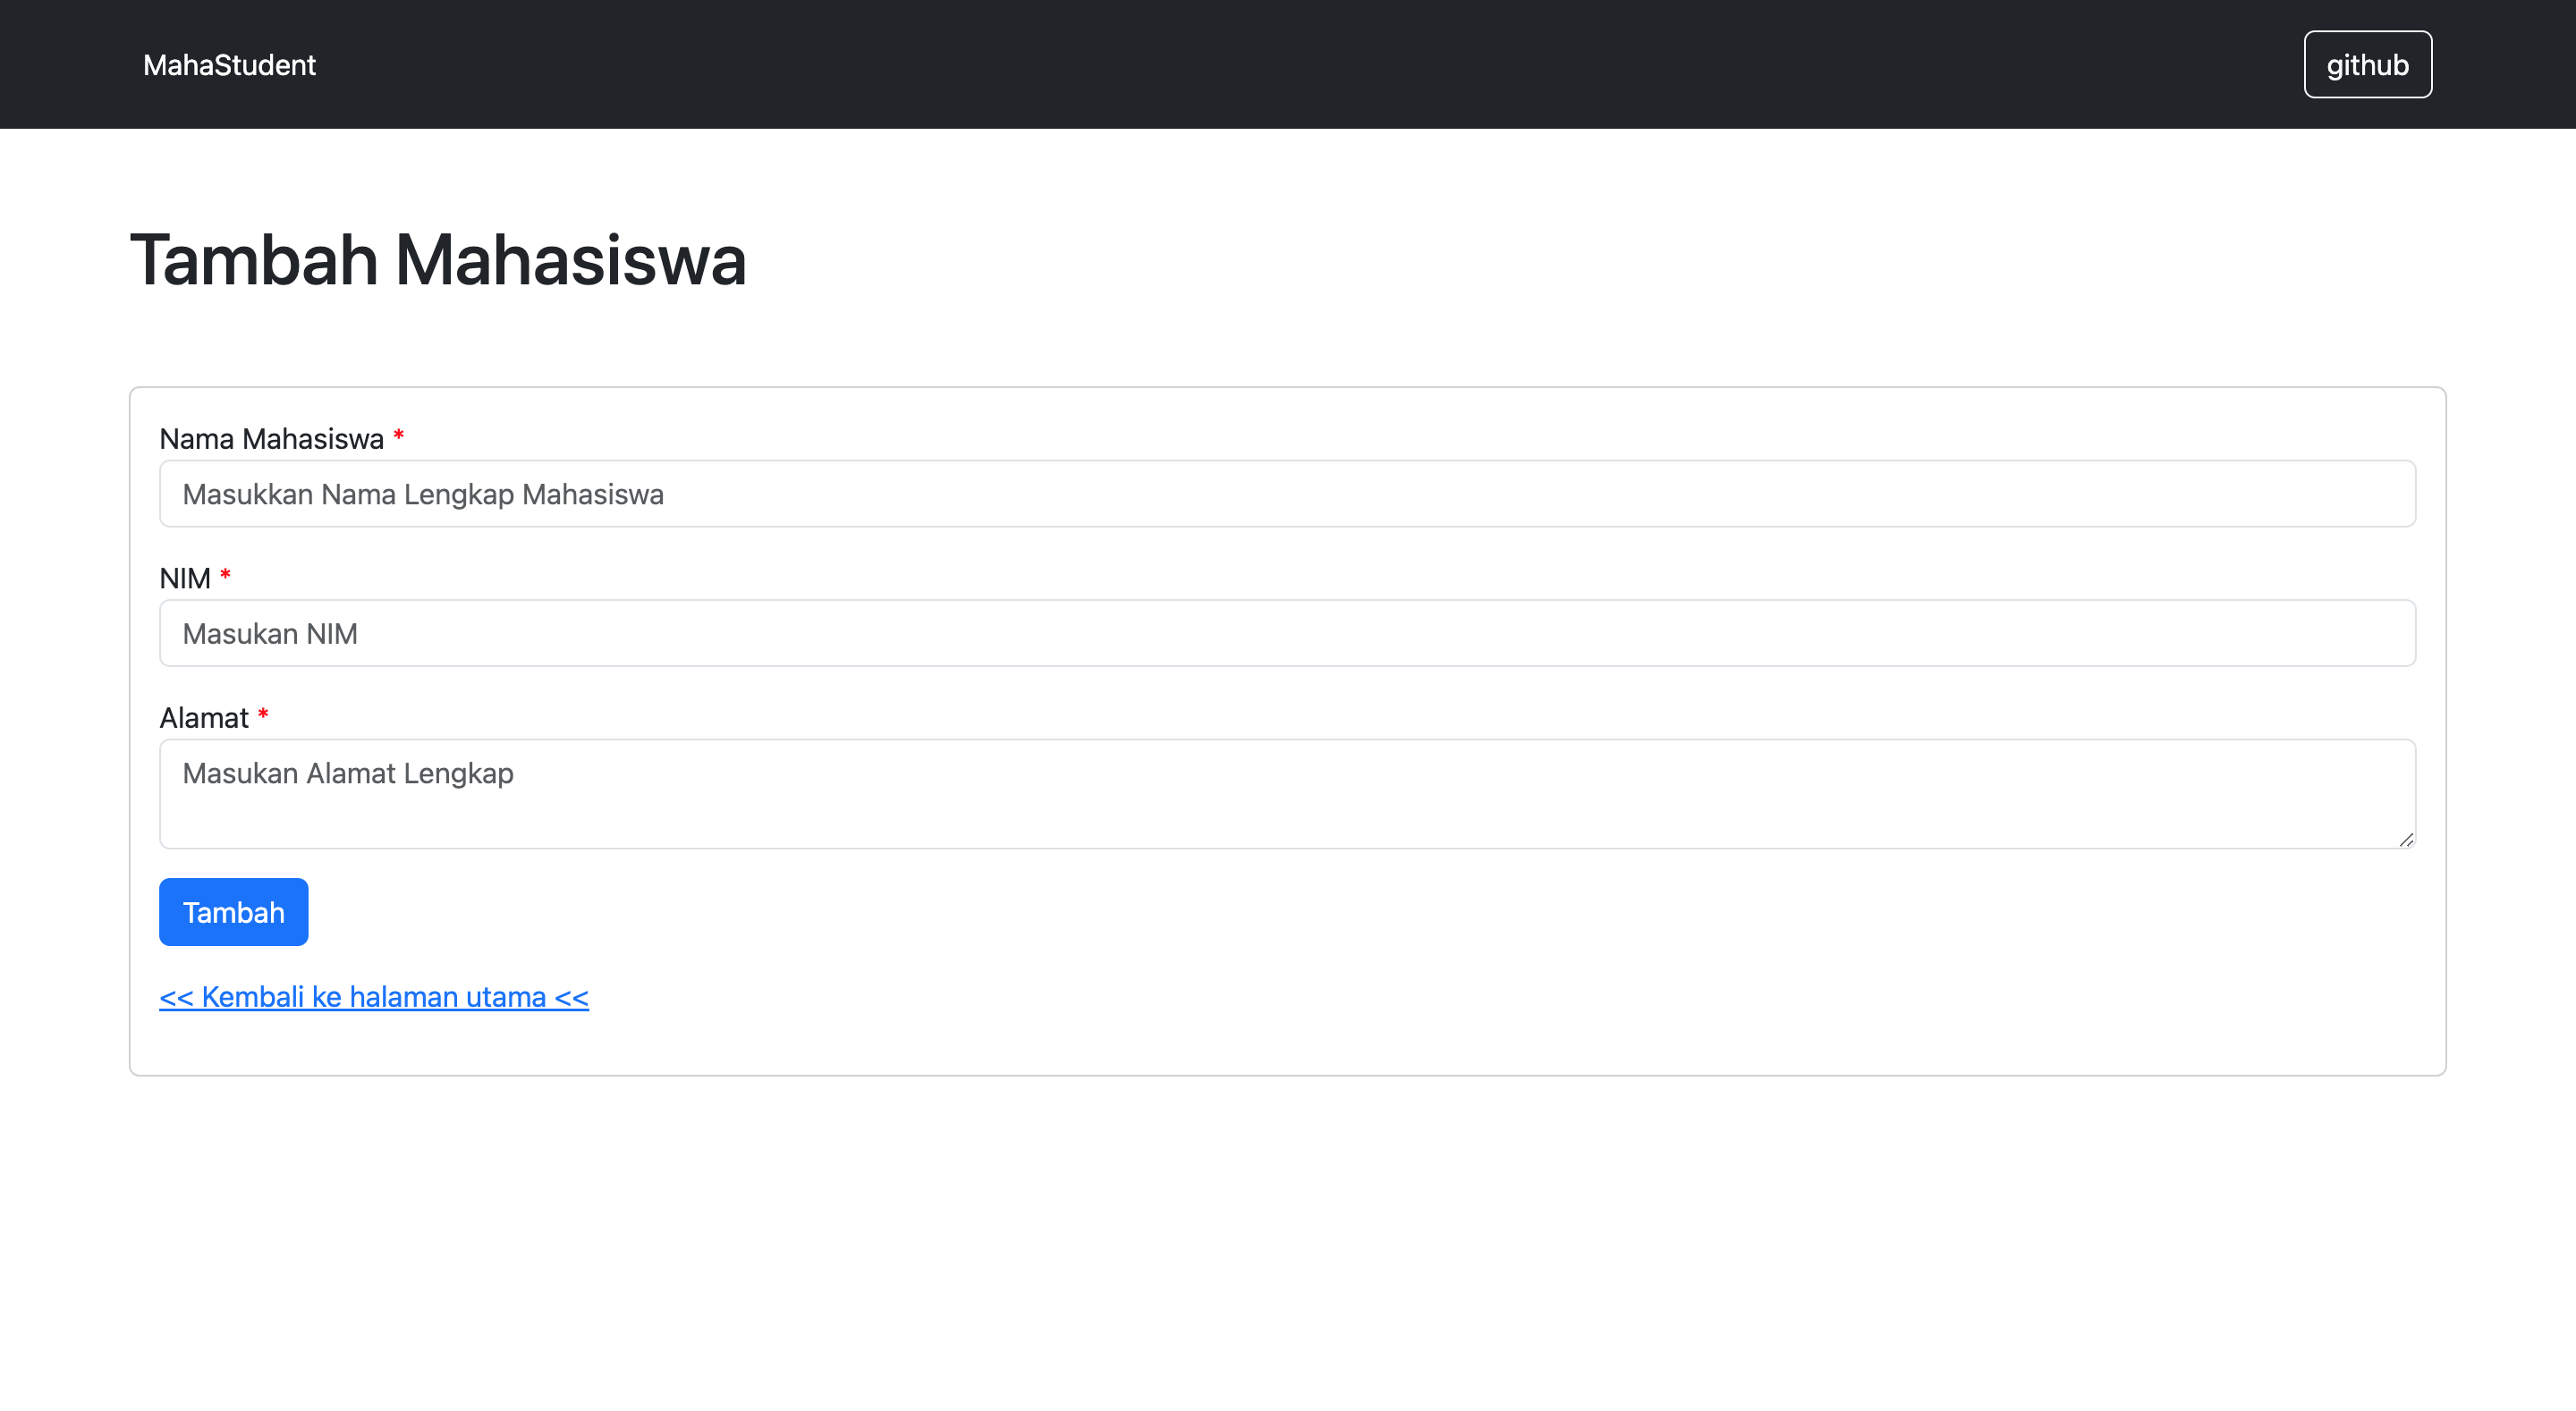 MahaStudent
github
Tambah Mahasiswa
Nama Mahasiswa *
Masukkan Nama Lengkap Mahasiswa
NIM *
Masukan NIM
Alamat *
Masukan Alamat Lengkap
Tambah
<< Kembali ke halaman utama <<